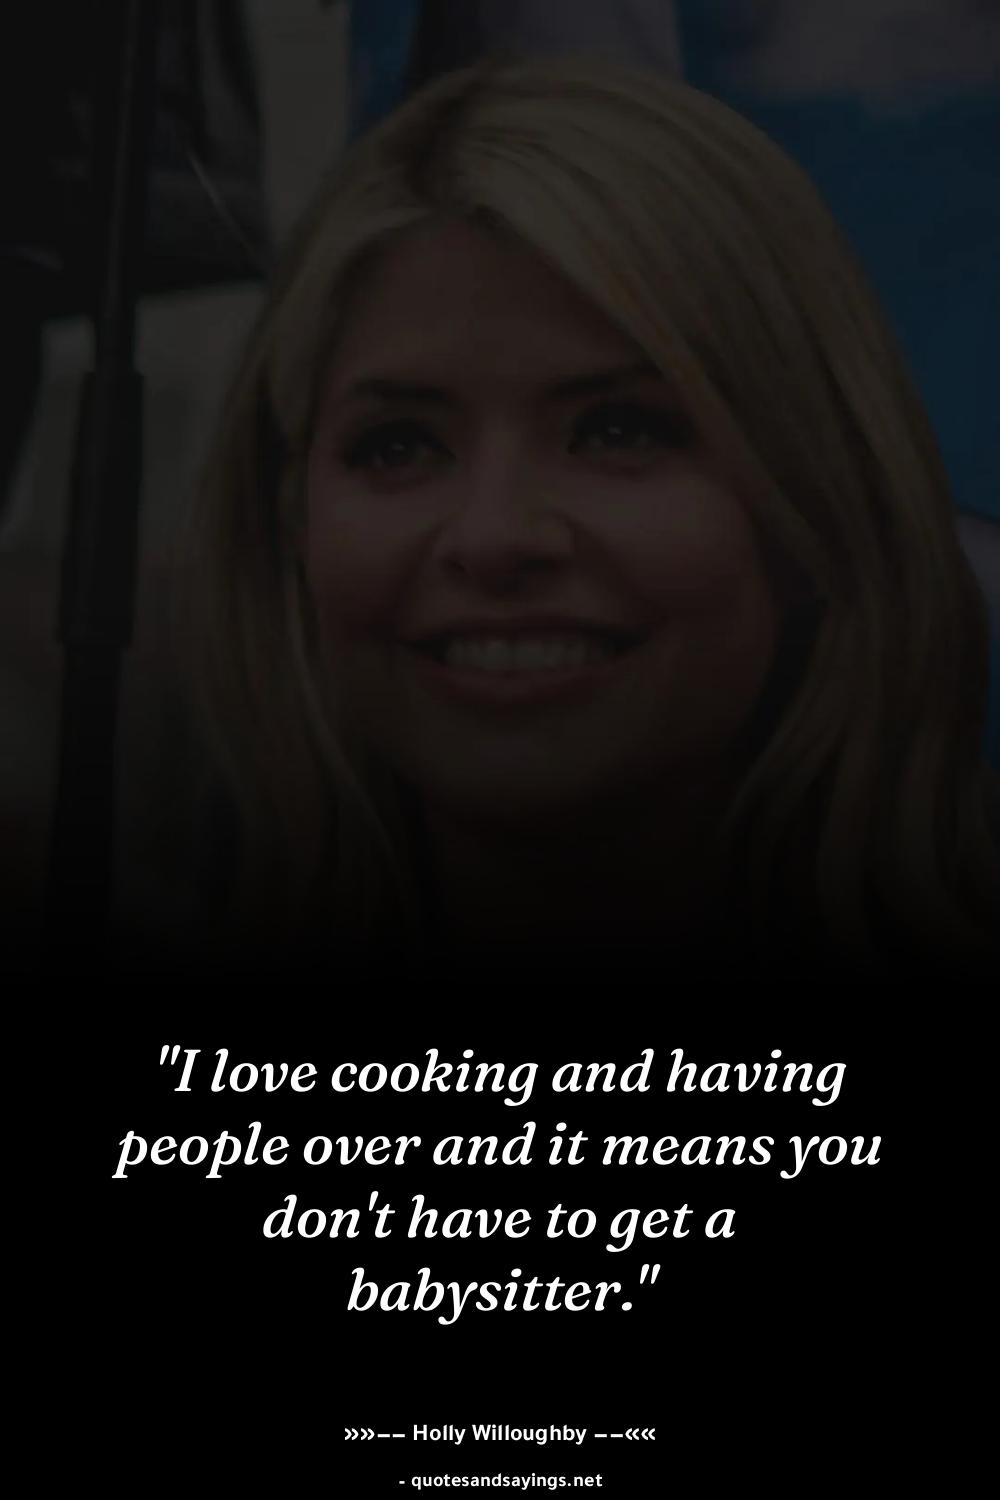 "I love cooking and having
people over and it means you
don't have to get a
babysitter."
»»−− Holly Willoughby −−««
- quotesandsayings.net